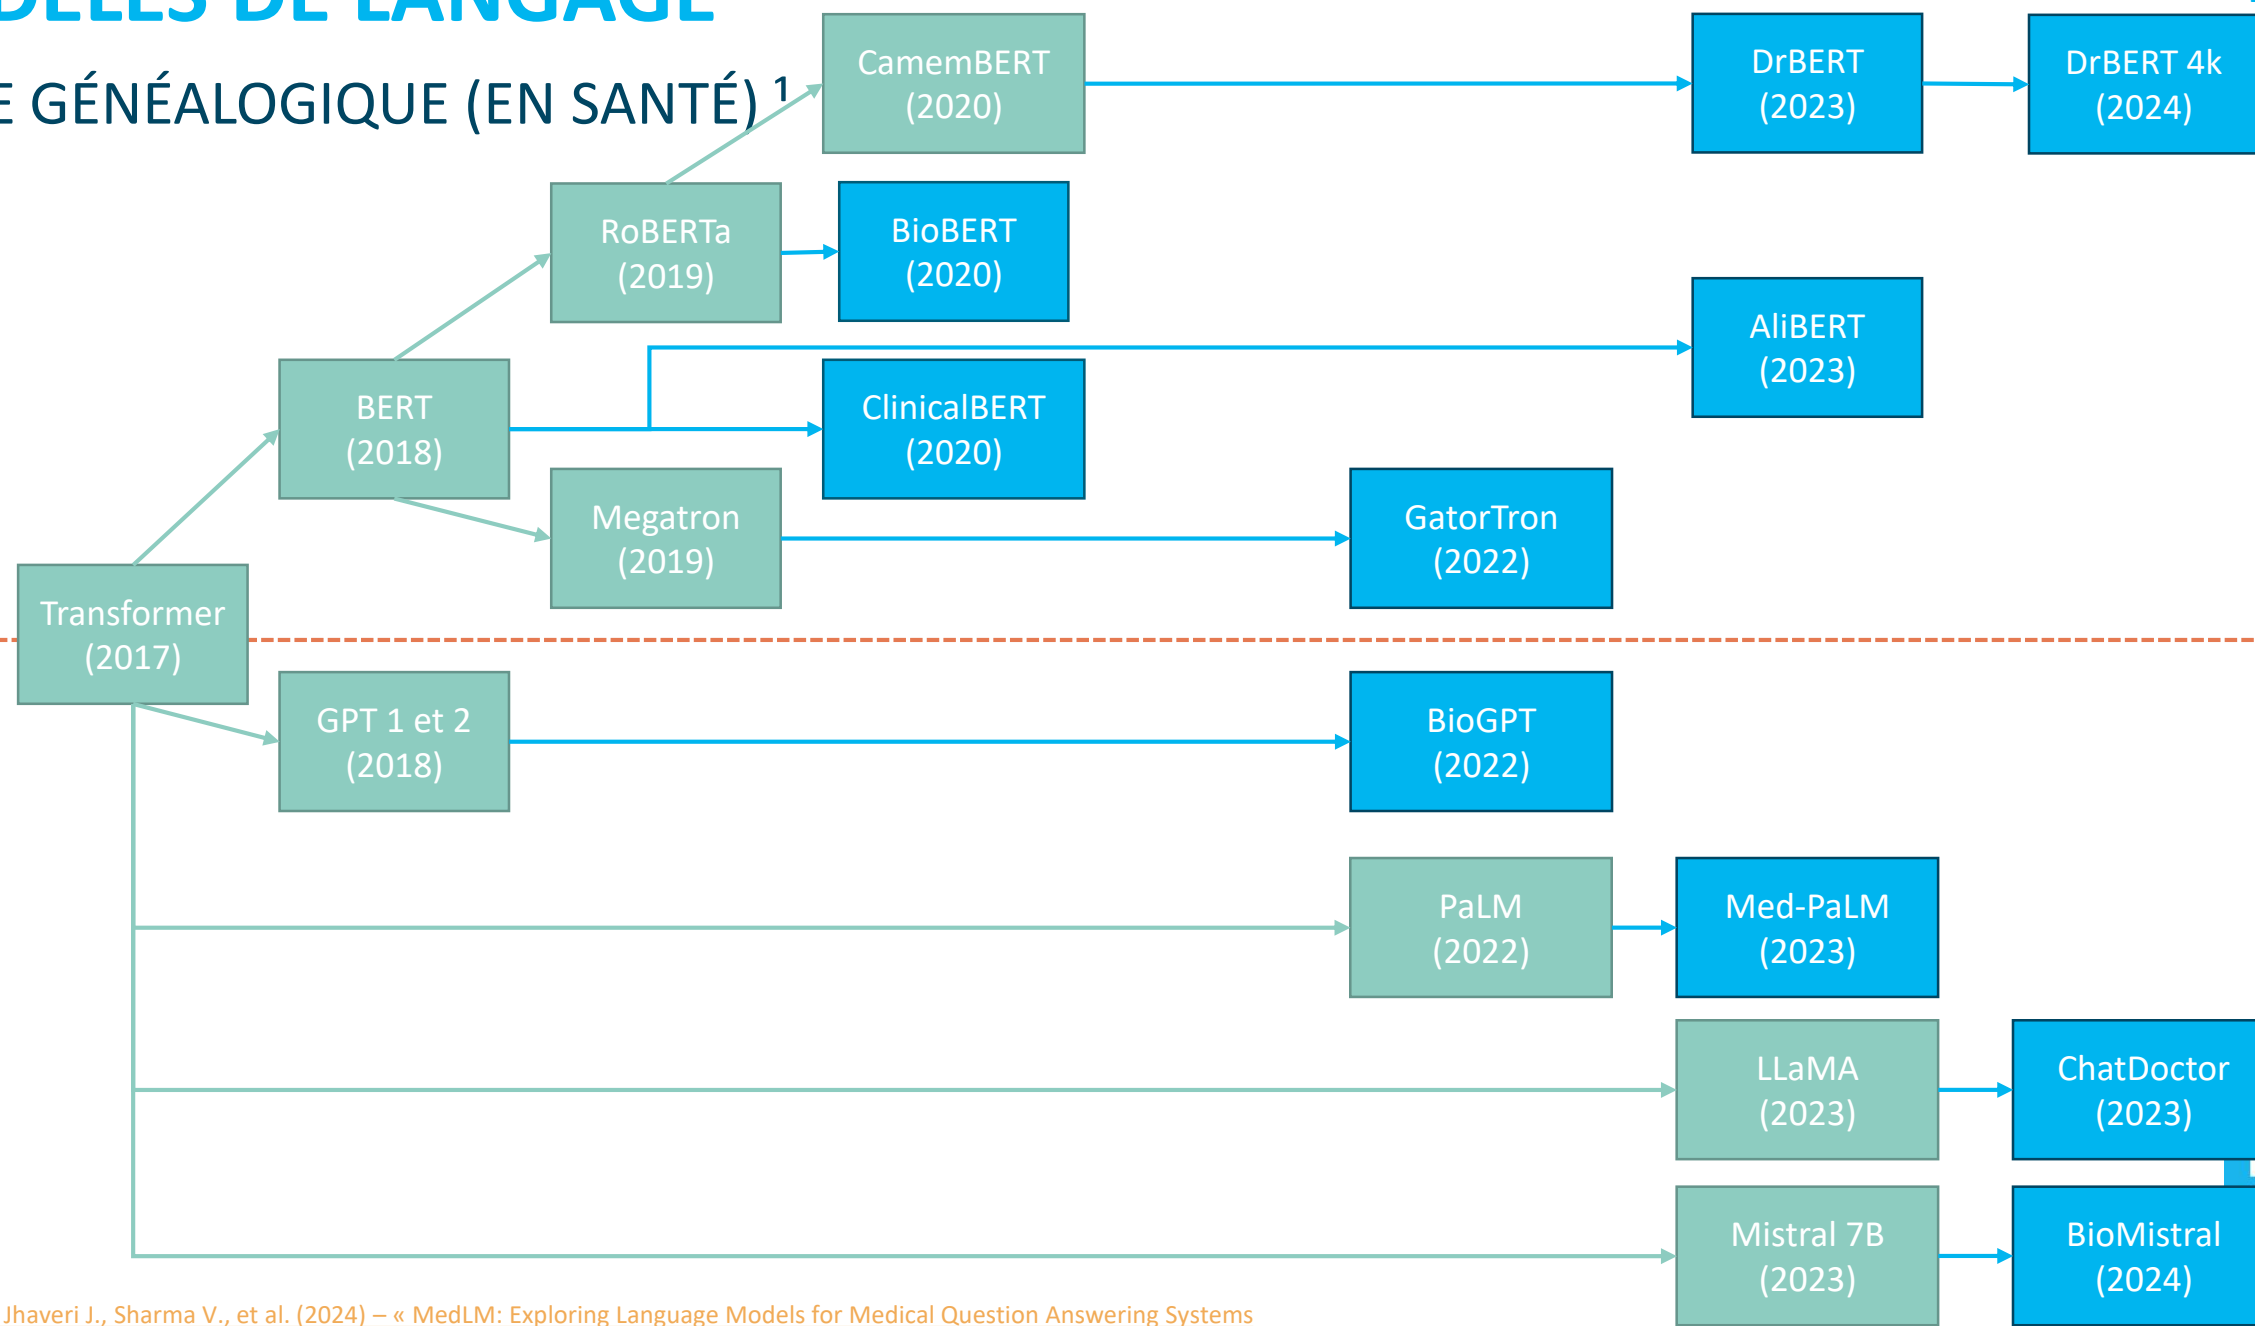 DÈLES DE LANGAGE
E GÉNÉALOGIQUE (EN SANTÉ) ¹
CamemBERT
(2020)
DrBERT
(2023)
DrBERT 4k
(2024)
RoBERTa
(2019)
BioBERT
(2020)
AliBERT
(2023)
BERT
(2018)
ClinicalBERT
(2020)
Megatron
(2019)
GatorTron
(2022)
Transformer
(2017)
GPT 1 et 2
(2018)
BioGPT
(2022)
PaLM
(2022)
Med-PaLM
(2023)
LLaMA
(2023)
ChatDoctor
(2023)
Mistral 7B
(2023)
BioMistral
(2024)
Jhaveri J., Sharma V., et al. (2024) – « MedLM: Exploring Language Models for Medical Question Answering Systems